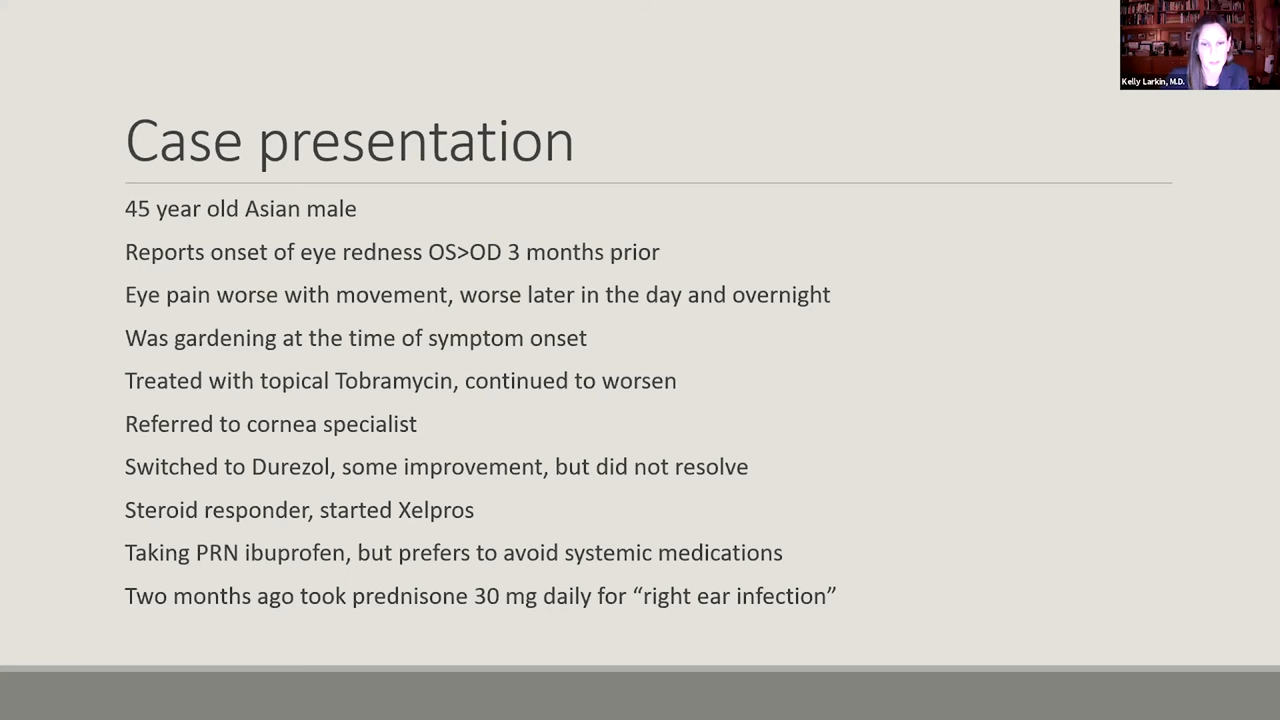 Kelly Larkin, M.D.
Case presentation
45 year old Asian male
Reports onset of eye redness OS>OD 3 months prior
Eye pain worse with movement, worse later in the day and overnight
Was gardening at the time of symptom onset
Treated with topical Tobramycin, continued to worsen
Referred to cornea specialist
Switched to Durezol, some improvement, but did not resolve
Steroid responder, started Xelpros
Taking PRN ibuprofen, but prefers to avoid systemic medications
Two months ago took prednisone 30 mg daily for “right ear infection”